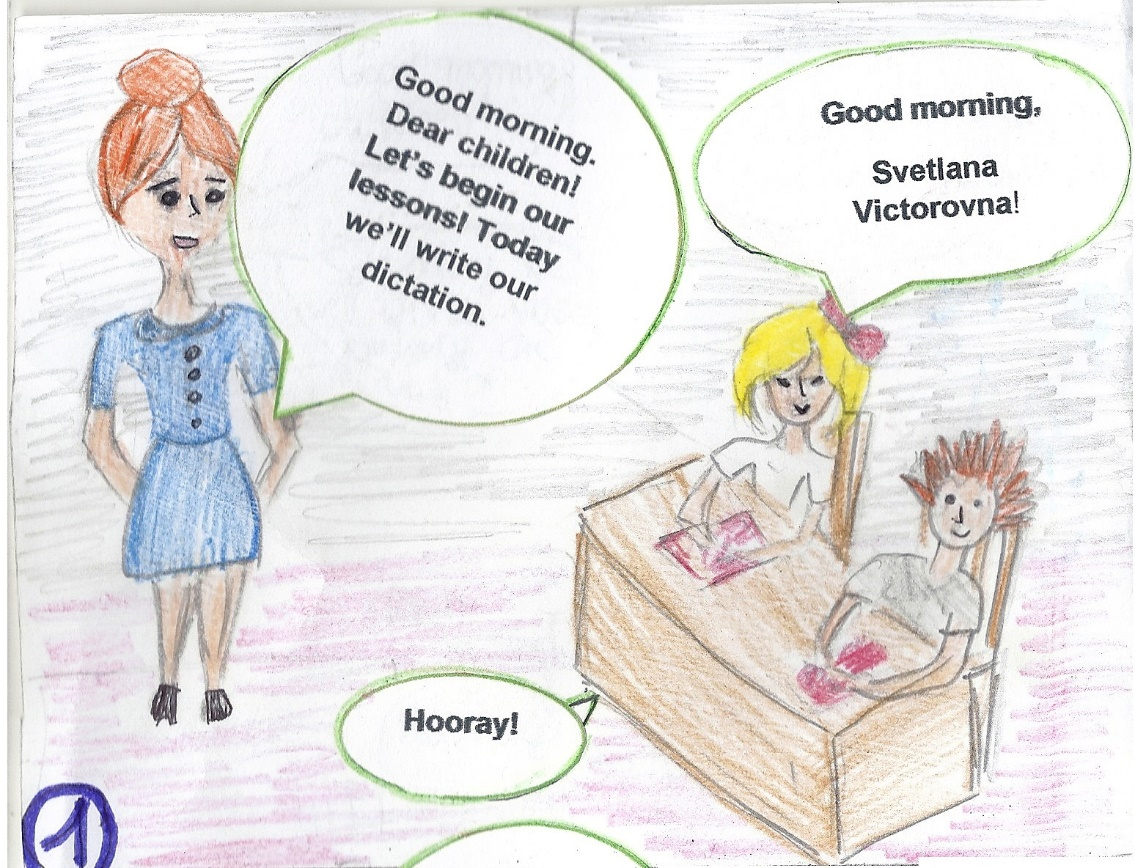 Good morning.
Dear children!
Let's begin our
lessons! Today
we'll write our
dictation.
Good morning,
Svetlana
Victorovna!
Hooray!
1